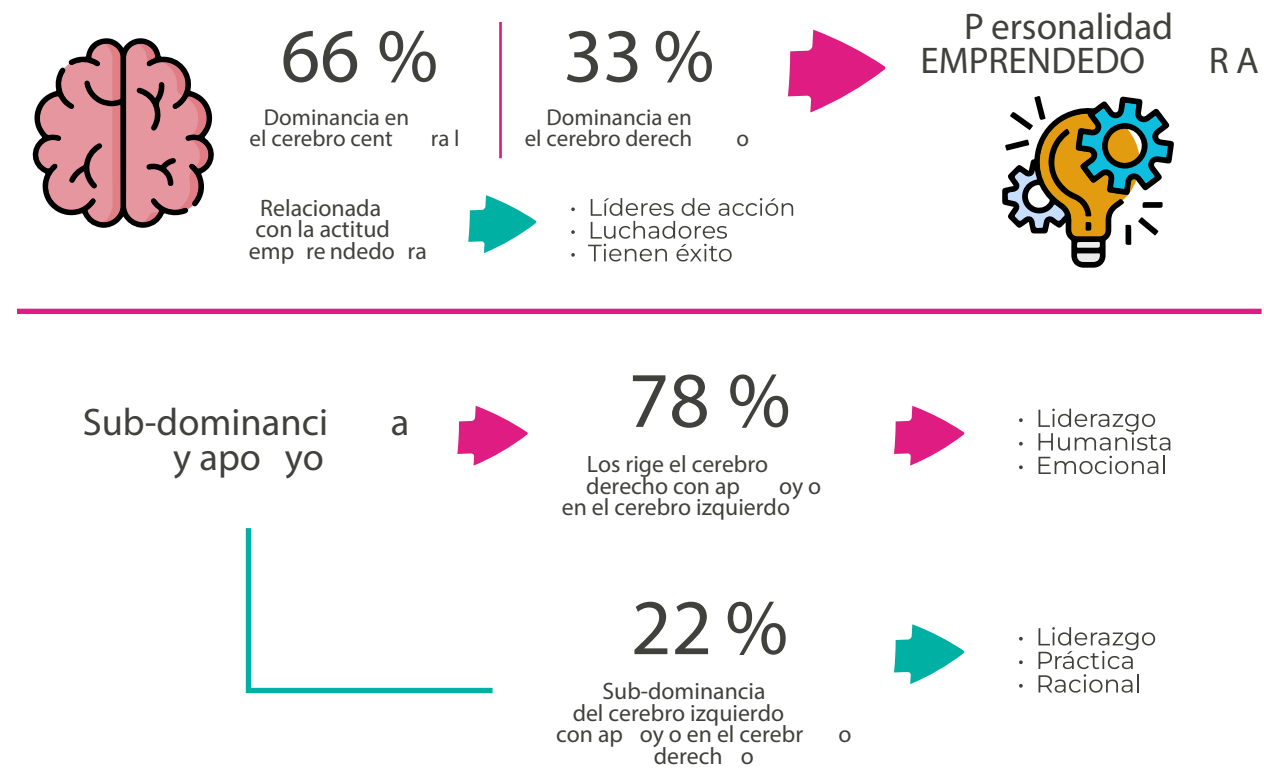 66 %
Dominancia en
el cerebro cent ra l
33 %
Dominancia en
el cerebro derech o
P ersonalidad
EMPRENDEDO R A
Relacionada
con la actitud
emp re ndedo ra
· Líderes de acción
· Luchadores
· Tienen éxito
Sub-dominanci a
y apo yo
78 %
Los rige el cerebro
derecho con ap oy o
en el cerebro izquierdo
· Liderazgo
· Humanista
· Emocional
22 %
Sub-dominancia
del cerebro izquierdo
con ap oy o en el cerebr o
derech o
· Liderazgo
· Práctica
· Racional